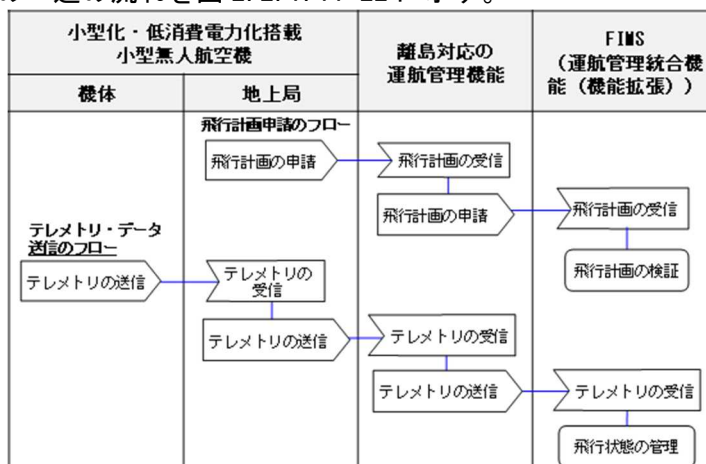 小型化・低消費電力化搭載
小型無人航空機
離島対応の
運航管理機能
FIMS
(運航管理統合機
能(機能拡張))
機体
地上局
飛行計画申請のフロー
飛行計画の申請
飛行計画の受信
飛行計画の申請
飛行計画の受信
飛行計画の検証
テレメトリ・データ
送信のフロー
テレメトリの送信
テレメトリの
受信
テレメトリの送信
テレメトリの受信
テレメトリの送信
テレメトリの受信
飛行状態の管理